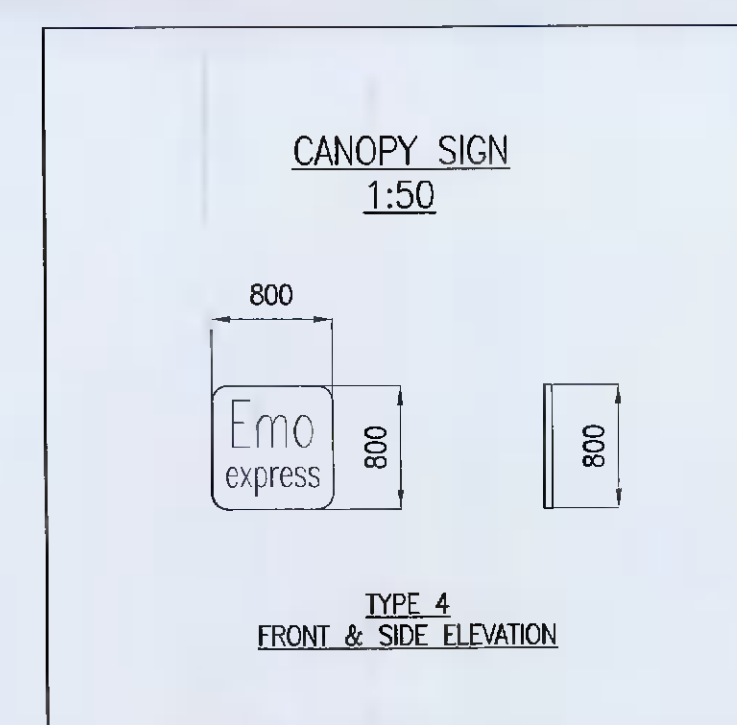 CANOPY SIGN
1:50
800
Emo
express
800
800
TYPE 4
FRONT & SIDE ELEVATION